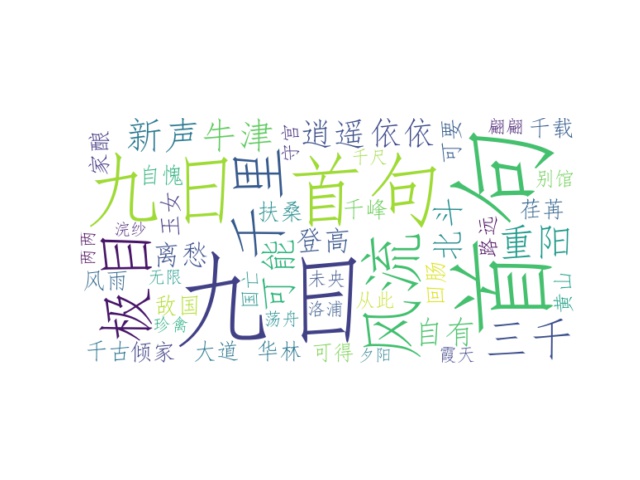 家酿
新声
牛津
守宫
逍遥
依依
可要
翩翩
千载
九日
自愧
玉女
千里
首句
千尺
千峰
扶桑
首句
别馆
荏苒
两两
浣纱
极目
离愁
九日
可能
登高
风流
北斗
路远
重阳
风雨
无限
国亡
未央
洛浦
从此
回肠
黄山
敌国
珍禽
荡舟
自有
三千
千古
倾家
大道
华林
可得
夕阳
霞天